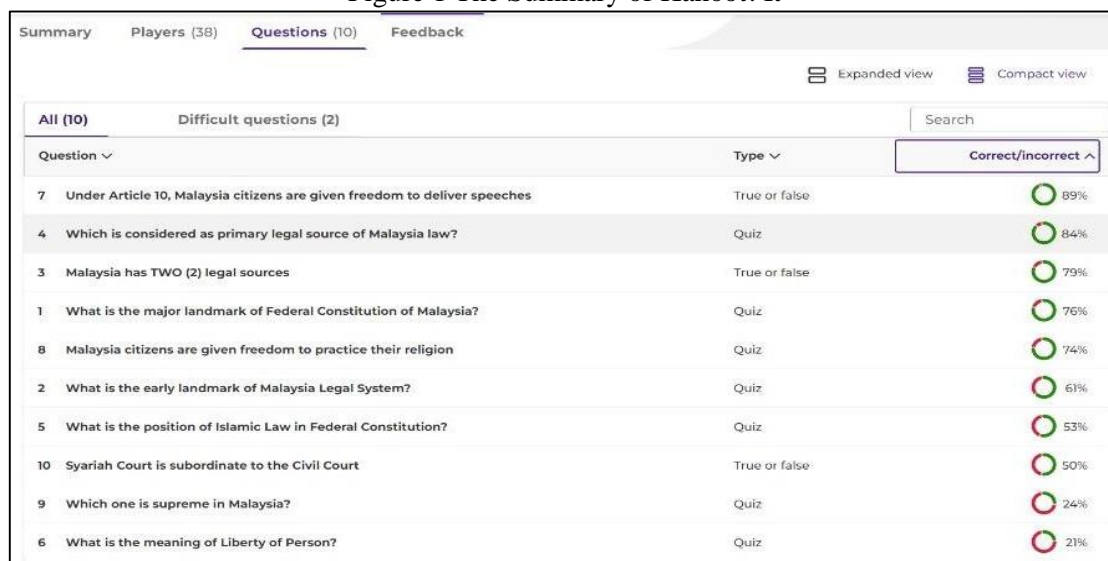 Figure 1 The Summary of Kahoot! It
Summary Players (38) Questions (10) Feedback
Expanded view Compact view
All (10) Difficult questions (2) Search
Question Type Correct/incorrect
7 Under Article 10, Malaysia citizens are given freedom to deliver speeches True or false 89%
4 Which is considered as primary legal source of Malaysia law? Quiz 84%
3 Malaysia has TWO (2) legal sources True or false 79%
1 What is the major landmark of Federal Constitution of Malaysia? Quiz 76%
8 Malaysia citizens are given freedom to practice their religion Quiz 74%
2 What is the early landmark of Malaysia Legal System? Quiz 61%
5 What is the position of Islamic Law in Federal Constitution? Quiz 53%
10 Syariah Court is subordinate to the Civil Court True or false 50%
9 Which one is supreme in Malaysia? Quiz 24%
6 What is the meaning of Liberty of Person? Quiz 21%